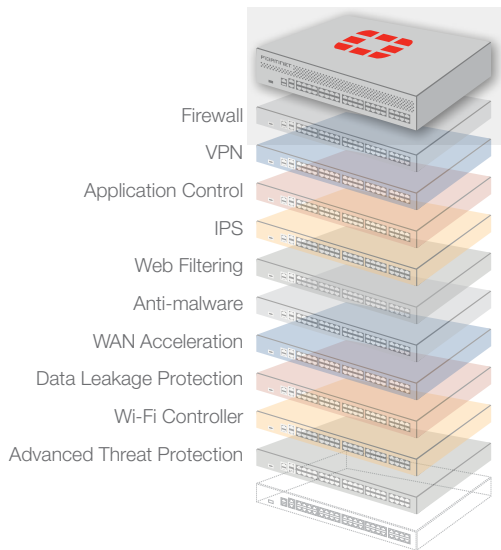 FORTINET
Firewall
VPN
Application Control
IPS
Web Filtering
Anti-malware
WAN Acceleration
Data Leakage Protection
Wi-Fi Controller
Advanced Threat Protection